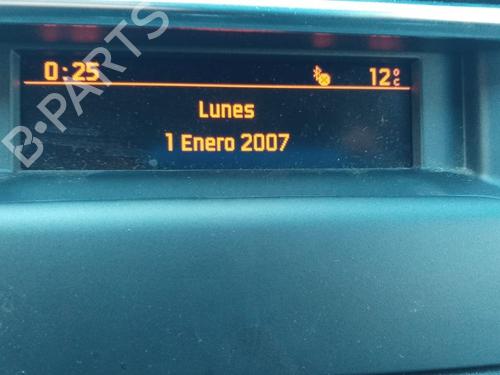 0:25 12°C
Lunes
1 Enero 2007
B-PARTS